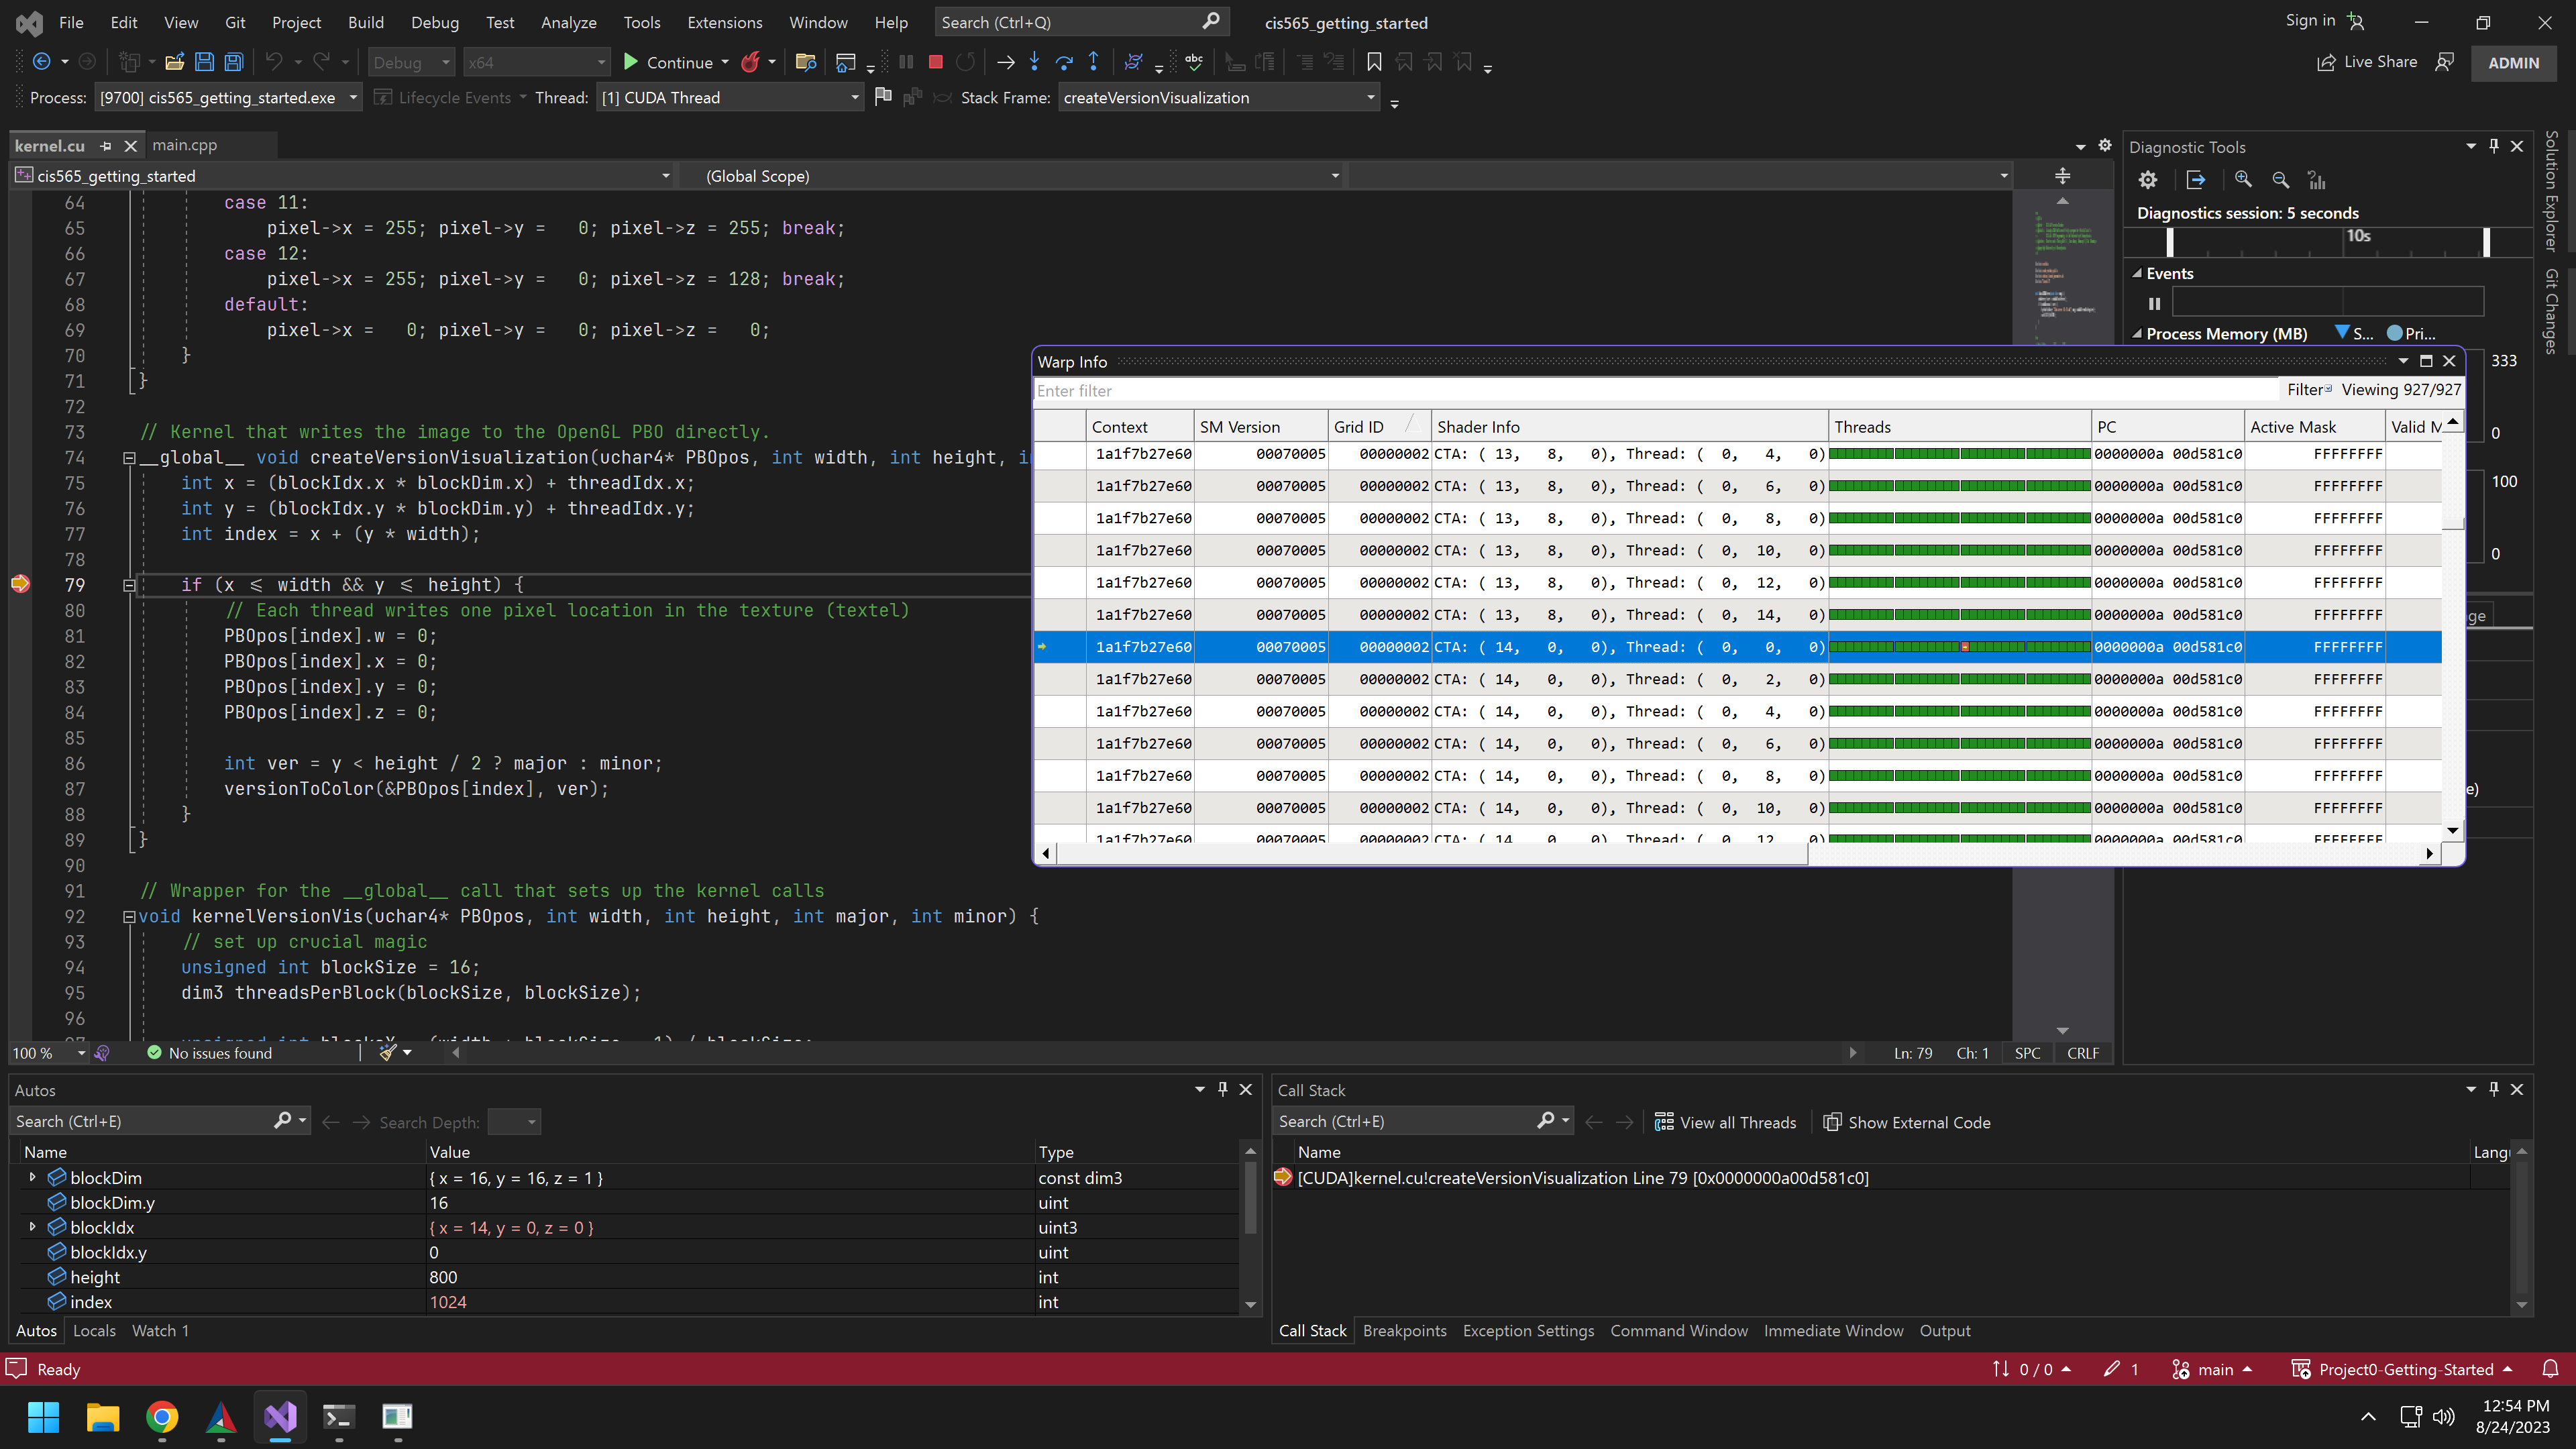 File Edit View Git Project Build Debug Test Analyze Tools Extensions Window Help Search (Ctrl+Q) cis565_getting_started Sign in
Debug x64 Continue Live Share ADMIN
Process: [9700] cis565_getting_started.exe Lifecycle Events Thread: [1] CUDA Thread Stack Frame: createVersionVisualization
kernel.cu main.cpp
cis565_getting_started (Global Scope)
64 case 11:
65 pixel->x = 255; pixel->y = 0; pixel->z = 255; break;
66 case 12:
67 pixel->x = 255; pixel->y = 0; pixel->z = 128; break;
68 default:
69 pixel->x = 0; pixel->y = 0; pixel->z = 0;
70 }
71 }
72
73 // Kernel that writes the image to the OpenGL PBO directly.
74 __global__ void createVersionVisualization(uchar4* PBOpos, int width, int height,
75 int x = (blockIdx.x * blockDim.x) + threadIdx.x;
76 int y = (blockIdx.y * blockDim.y) + threadIdx.y;
77 int index = x + (y * width);
78
79 if (x <= width && y <= height) {
80 // Each thread writes one pixel location in the texture (textel)
81 PBOpos[index].w = 0;
82 PBOpos[index].x = 0;
83 PBOpos[index].y = 0;
84 PBOpos[index].z = 0;
85
86 int ver = y < height / 2 ? major : minor;
87 versionToColor(&PBOpos[index], ver);
88 }
89 }
90
91 // Wrapper for the __global__ call that sets up the kernel calls
92 void kernelVersionVis(uchar4* PBOpos, int width, int height, int major, int minor) {
93 // set up crucial magic
94 unsigned int blockSize = 16;
95 dim3 threadsPerBlock(blockSize, blockSize);
96
100 % No issues found Ln: 79 Ch: 1 SPC CRLF
Diagnostic Tools
Diagnostics session: 5 seconds
10s
Events
Process Memory (MB) S... Pri...
333
0
100
0
Solution Explorer
Git Changes
Warp Info
Enter filter Filter Viewing 927/927
Context SM Version Grid ID Shader Info Threads PC Active Mask Valid M
1a1f7b27e60 00070005 00000002 CTA: ( 13, 8, 0), Thread: ( 0, 4, 0) 0000000a 00d581c0 FFFFFFFF
1a1f7b27e60 00070005 00000002 CTA: ( 13, 8, 0), Thread: ( 0, 6, 0) 0000000a 00d581c0 FFFFFFFF
1a1f7b27e60 00070005 00000002 CTA: ( 13, 8, 0), Thread: ( 0, 8, 0) 0000000a 00d581c0 FFFFFFFF
1a1f7b27e60 00070005 00000002 CTA: ( 13, 8, 0), Thread: ( 0, 10, 0) 0000000a 00d581c0 FFFFFFFF
1a1f7b27e60 00070005 00000002 CTA: ( 13, 8, 0), Thread: ( 0, 12, 0) 0000000a 00d581c0 FFFFFFFF
1a1f7b27e60 00070005 00000002 CTA: ( 13, 8, 0), Thread: ( 0, 14, 0) 0000000a 00d581c0 FFFFFFFF
1a1f7b27e60 00070005 00000002 CTA: ( 14, 0, 0), Thread: ( 0, 0, 0) 0000000a 00d581c0 FFFFFFFF
1a1f7b27e60 00070005 00000002 CTA: ( 14, 0, 0), Thread: ( 0, 2, 0) 0000000a 00d581c0 FFFFFFFF
1a1f7b27e60 00070005 00000002 CTA: ( 14, 0, 0), Thread: ( 0, 4, 0) 0000000a 00d581c0 FFFFFFFF
1a1f7b27e60 00070005 00000002 CTA: ( 14, 0, 0), Thread: ( 0, 6, 0) 0000000a 00d581c0 FFFFFFFF
1a1f7b27e60 00070005 00000002 CTA: ( 14, 0, 0), Thread: ( 0, 8, 0) 0000000a 00d581c0 FFFFFFFF
1a1f7b27e60 00070005 00000002 CTA: ( 14, 0, 0), Thread: ( 0, 10, 0) 0000000a 00d581c0 FFFFFFFF
1a1f7b27e60 00070005 00000002 CTA: ( 14, 0, 0), Thread: ( 0, 12, 0) 0000000a 00d581c0 FFFFFFFF
Autos
Search (Ctrl+E) Search Depth:
Name Value Type
blockDim { x = 16, y = 16, z = 1 } const dim3
blockDim.y 16 uint
blockIdx { x = 14, y = 0, z = 0 } uint3
blockIdx.y 0 uint
height 800 int
index 1024 int
Autos Locals Watch 1
Call Stack
Search (Ctrl+E) View all Threads Show External Code
Name Langu
[CUDA]kernel.cu!createVersionVisualization Line 79 [0x0000000a00d581c0]
Call Stack Breakpoints Exception Settings Command Window Immediate Window Output
Ready 0 / 0 1 main Project0-Getting-Started
12:54 PM
8/24/2023